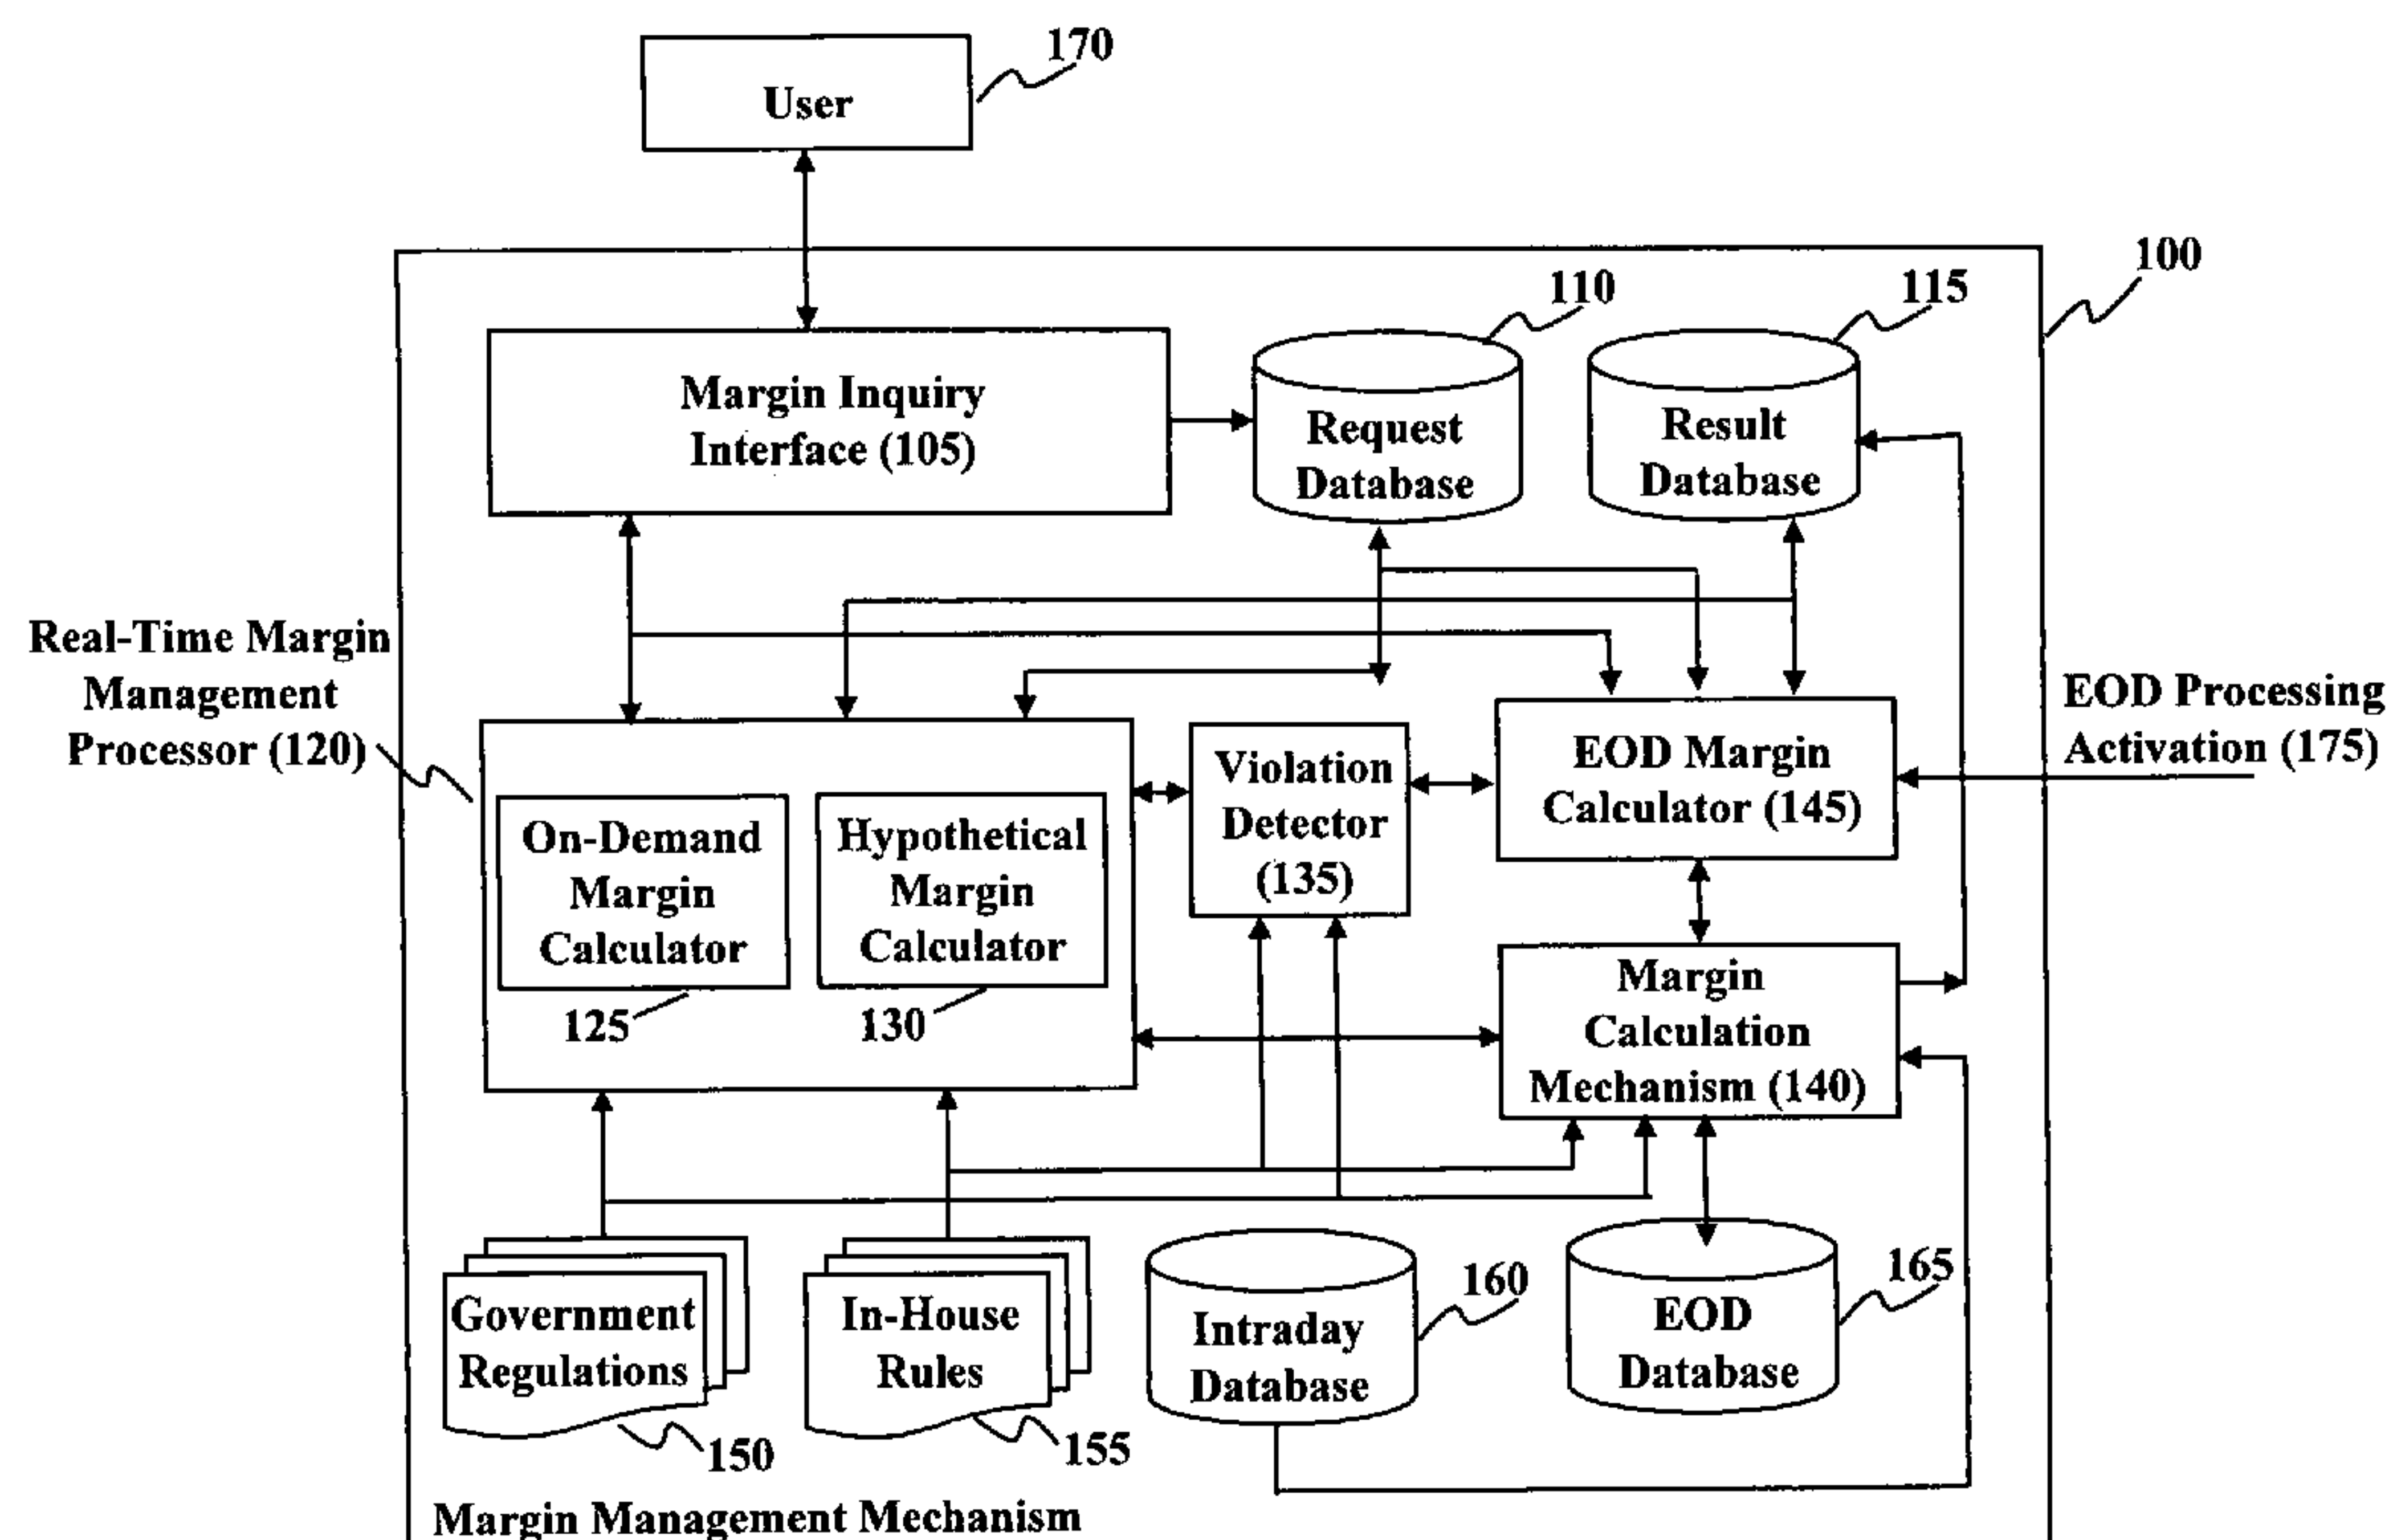 170
User
100
110
115
Margin Inquiry
Interface (105)
Request
Database
Result
Database
Real-Time Margin
Management
Processor (120)
EOD Processing
Activation (175)
Violation
Detector
(135)
EOD Margin
Calculator (145)
On-Demand
Margin
Calculator
125
Hypothetical
Margin
Calculator
130
Margin
Calculation
Mechanism (140)
Government
Regulations
150
In-House
Rules
155
Intraday
Database
160
EOD
Database
165
Margin Management Mechanism